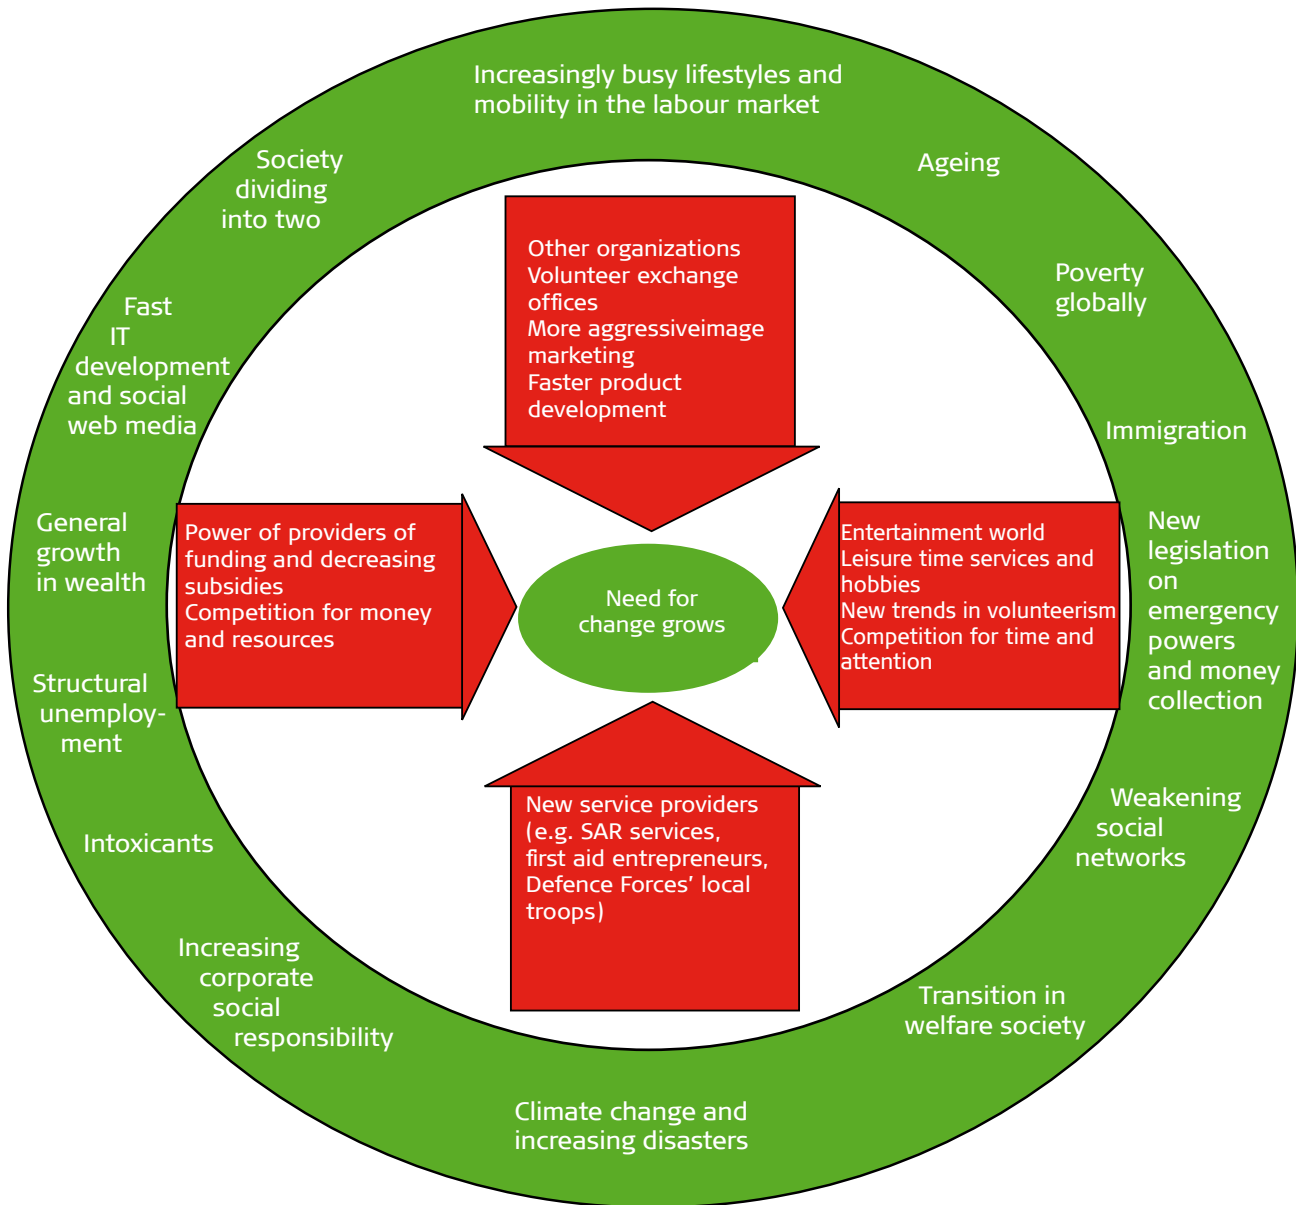 Increasingly busy lifestyles and
mobility in the labour market
Ageing
Poverty
globally
Immigration
New
legislation
on
emergency
powers
and money
collection
Weakening
social
networks
Transition in
welfare society
Climate change and
increasing disasters
Increasing
corporate
social
responsibility
Intoxicants
Structural
unemploy-
ment
General
growth
in wealth
Fast
IT
development
and social
web media
Society
dividing
into two
Other organizations
Volunteer exchange
offices
More aggressiveimage
marketing
Faster product
development
Power of providers of
funding and decreasing
subsidies
Competition for money
and resources
Need for
change grows
Entertainment world
Leisure time services and
hobbies
New trends in volunteerism
Competition for time and
attention
New service providers
(e.g. SAR services,
first aid entrepreneurs,
Defence Forces’ local
troops)